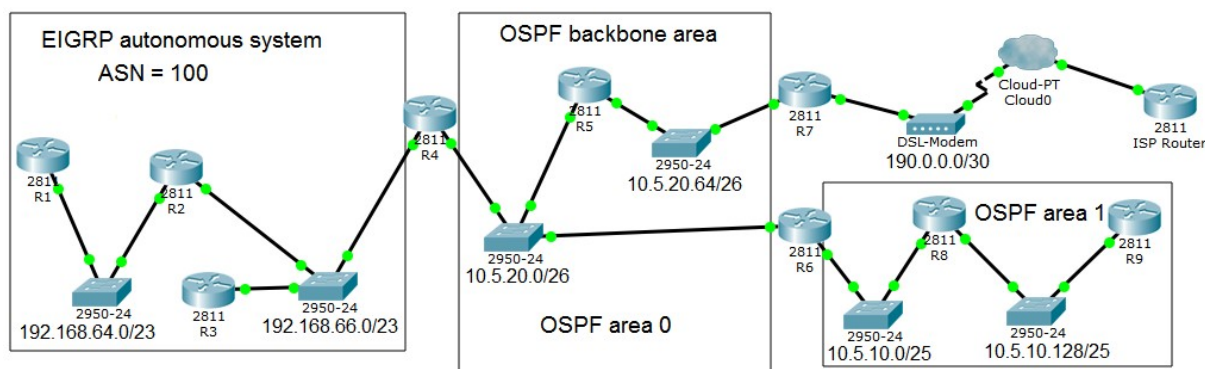 EIGRP autonomous system
ASN = 100
2811
R1
2811
R2
2950-24
192.168.64.0/23
2811
R3
2950-24
192.168.66.0/23
2811
R4
OSPF backbone area
2811
R5
2950-24
10.5.20.64/26
2950-24
10.5.20.0/26
OSPF area 0
2811
R7
DSL-Modem
190.0.0.0/30
Cloud-PT
Cloud0
2811
ISP Router
OSPF area 1
2811
R6
2811
R8
2811
R9
2950-24
10.5.10.0/25
2950-24
10.5.10.128/25